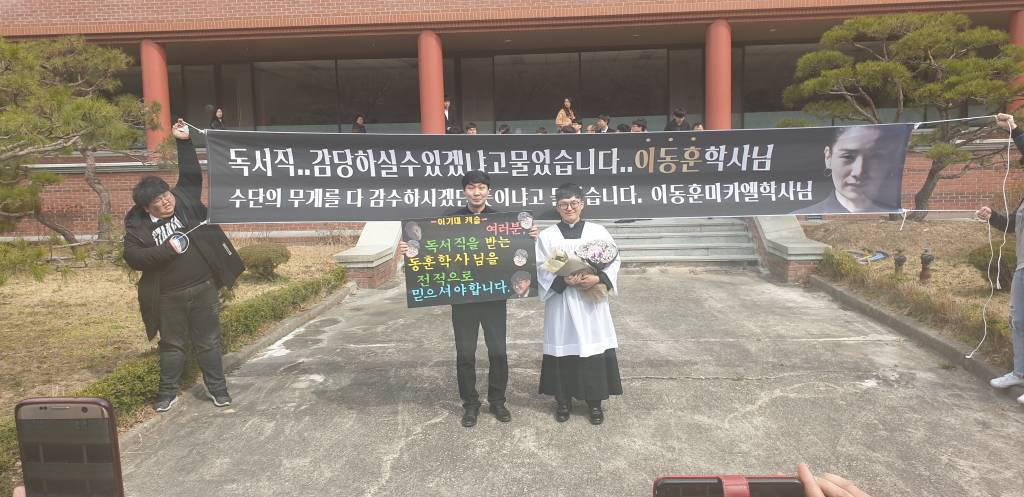 독서직..감당하실수있겠냐고물었습니다..이동훈학사님
수단의 무게를 다 감수하시겠단 이냐고 습니다. 이동훈미카엘학사님
-이기대 캐슬-
여러분,
독서직을 받는
동훈학사님을
전적으로
믿으셔야합니다.